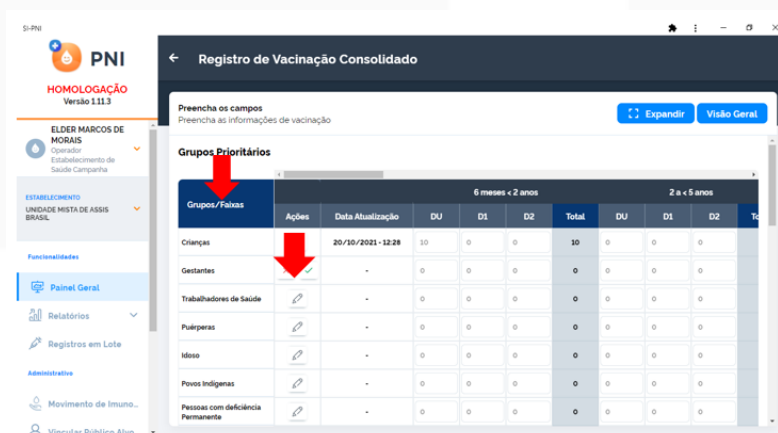 SI-PNI
PNI
HOMOLOGAÇÃO
Versão 1.11.3
ELDER MARCOS DE
MORAIS
Operador
Estabelecimento de
Saúde Campanha
ESTABELECIMENTO
UNIDADE MISTA DE ASSIS
BRASIL
Funcionalidades
Painel Geral
Relatórios
Registros em Lote
Administrativo
Movimento de Imuno...
Vincular Público Alvo
Registro de Vacinação Consolidado
Preencha os campos
Preencha as informações de vacinação
Expandir
Visão Geral
Grupos Prioritários
6 meses < 2 anos
2 a < 5 anos
Grupos/Faixas
Ações Data Atualização DU D1 D2 Total DU D1 D2
Crianças 20/10/2021 - 12:28 10 0 0 10 0 0 0
Gestantes - 0 0 0 0 0 0 0
Trabalhadores de Saúde - 0 0 0 0 0 0 0
Puérperas - 0 0 0 0 0 0 0
Idoso - 0 0 0 0 0 0 0
Povos Indígenas - 0 0 0 0 0 0 0
Pessoas com deficiência
Permanente - 0 0 0 0 0 0 0